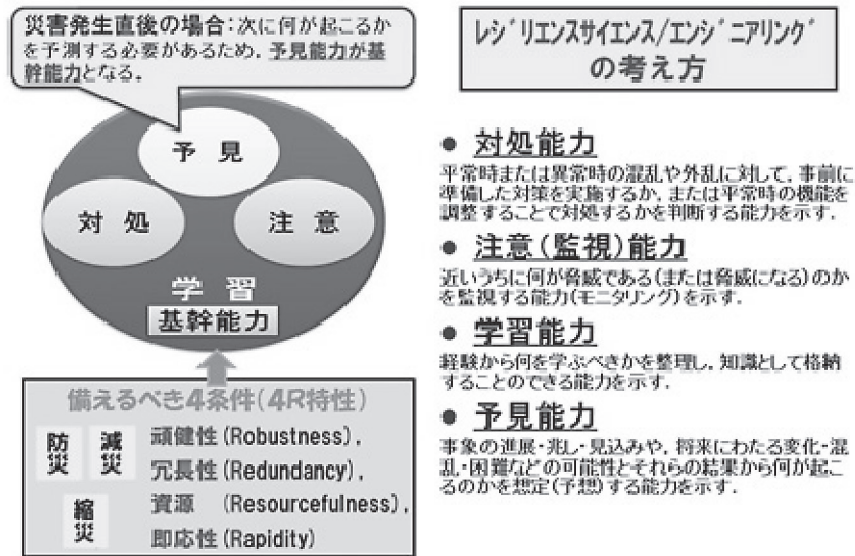 災害発生直後の場合：次に何が起こるか
を予測する必要があるため，予見能力が基
幹能力となる．
予 見
対 処
注 意
学 習
基幹能力
備えるべき4条件(4R特性)
防災
減災
縮災
頑健性(Robustness)，
冗長性(Redundancy)，
資源 (Resourcefulness)，
即応性(Rapidity)
レジリエンスサイエンス/エンジニアリング
の考え方
● 対処能力
平常時または異常時の混乱や外乱に対して，事前に
準備した対策を実施するか，または平常時の機能を
調整することで対処するかを判断する能力を示す．
● 注意(監視)能力
近いうちに何が脅威である(または脅威になる)のか
を監視する能力(モニタリング)を示す．
● 学習能力
経験から何を学ぶべきかを整理し，知識として格納
することのできる能力を示す．
● 予見能力
事象の進展・兆し・見込みや，将来にわたる変化・混
乱・困難などの可能性とそれらの結果から何が起こ
るのかを想定(予想)する能力を示す．